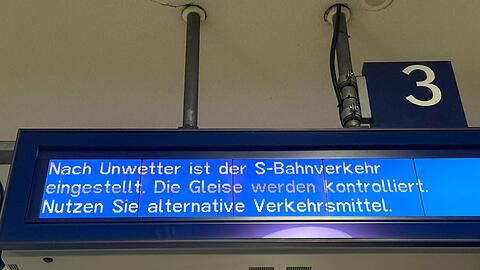 3
Nach Unwetter ist der S-Bahnverkehr
eingestellt. Die Gleise werden kontrolliert.
Nutzen Sie alternative Verkehrsmittel.